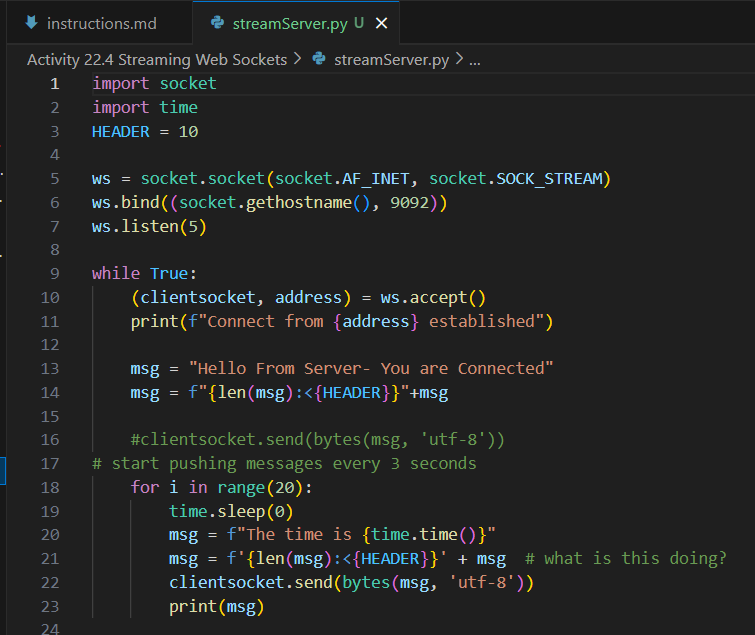 instructions.md streamServer.py U ×
Activity 22.4 Streaming Web Sockets > streamServer.py > ...
1 import socket
2 import time
3 HEADER = 10
4
5 ws = socket.socket(socket.AF_INET, socket.SOCK_STREAM)
6 ws.bind((socket.gethostname(), 9092))
7 ws.listen(5)
8
9 while True:
10     (clientsocket, address) = ws.accept()
11     print(f"Connect from {address} established")
12
13     msg = "Hello From Server- You are Connected"
14     msg = f"{len(msg):<{HEADER}}"+msg
15
16     #clientsocket.send(bytes(msg, 'utf-8'))
17 # start pushing messages every 3 seconds
18     for i in range(20):
19         time.sleep(0)
20         msg = f"The time is {time.time()}"
21         msg = f'{len(msg):<{HEADER}}' + msg  # what is this doing?
22         clientsocket.send(bytes(msg, 'utf-8'))
23         print(msg)
24